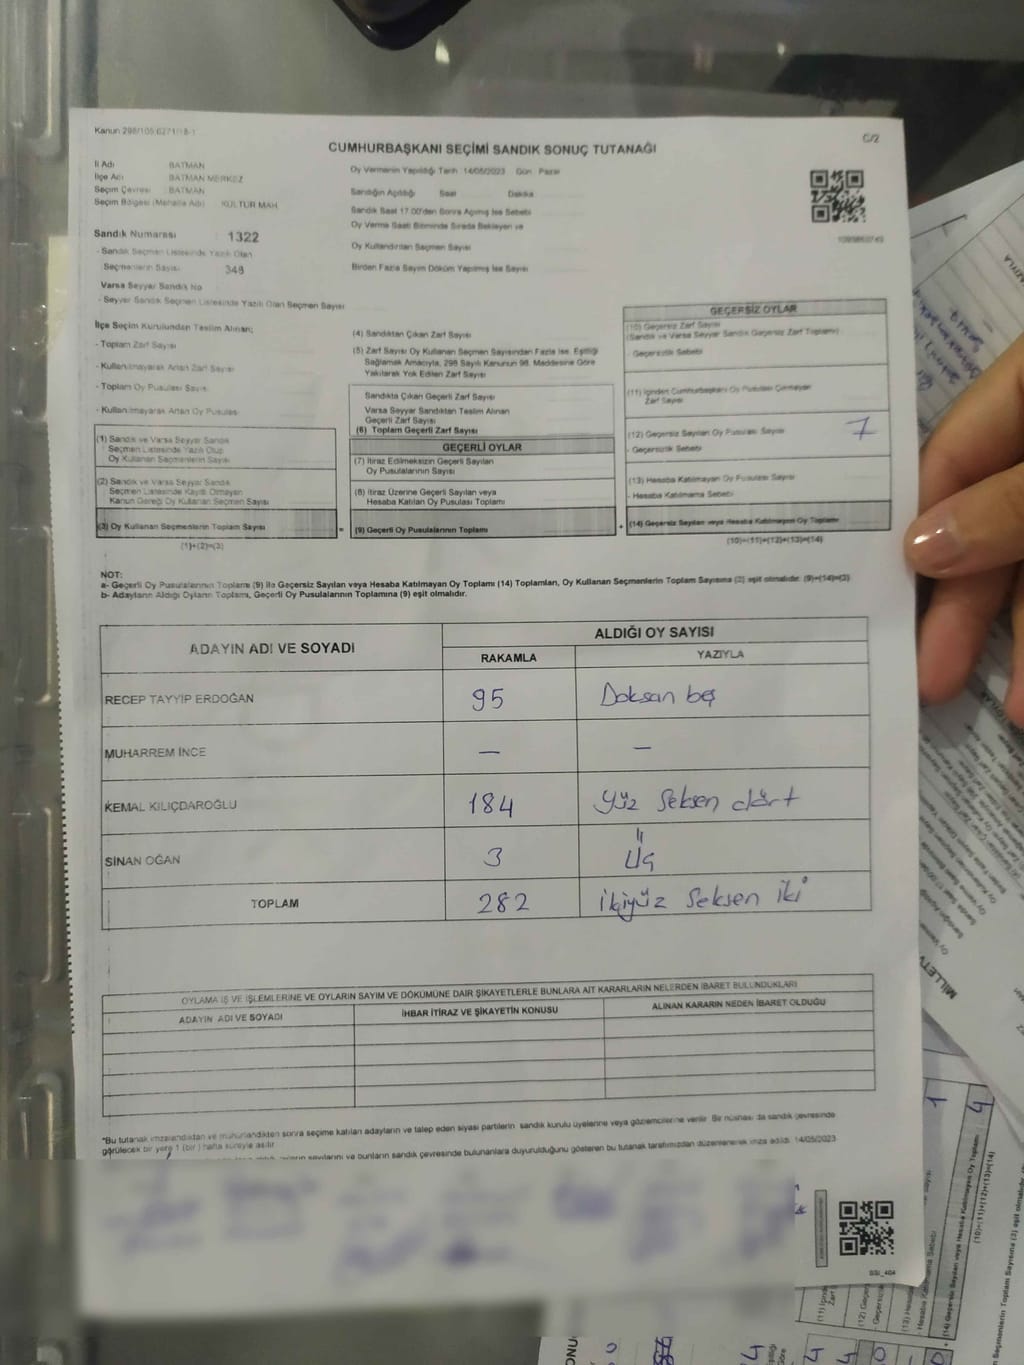 Kanun 298/105;6271/18-1
C/2
CUMHURBAŞKANI SEÇİMİ SANDIK SONUÇ TUTANAĞI
İl Adı BATMAN
İlçe Adı BATMAN MERKEZ
Seçim Çevresi BATMAN
Seçim Bölgesi (Mahalle Adı) KÜLTÜR MAH.
Sandık Numarası 1322
- Sandık Seçmen Listesinde Yazılı Olan
Seçmenlerin Sayısı 348
Varsa Seyyar Sandık No
- Seyyar Sandık Seçmen Listesinde Yazılı Olan Seçmen Sayısı
Oy Vermenin Yapıldığı Tarih 14/05/2023 Gün Pazar
Sandığın Açıldığı Saat Dakika
Sandık Saat 17.00'den Sonra Açılmış İse Sebebi
Oy Verme Saati Bitiminde Sırada Bekleyen ve
Oy Kullandırılan Seçmen Sayısı
Birden Fazla Sayım Döküm Yapılmış İse Sayısı
İlçe Seçim Kurulundan Teslim Alınan;
- Toplam Zarf Sayısı
- Kullanılmayarak Artan Zarf Sayısı
- Toplam Oy Pusulası Sayısı
- Kullanılmayarak Artan Oy Pusulası
(1) Sandık ve Varsa Seyyar Sandık
Seçmen Listesinde Yazılı Olup
Oy Kullanan Seçmenlerin Sayısı
(2) Sandık ve Varsa Seyyar Sandık
Seçmen Listesinde Kayıtlı Olmayan
Kanun Gereği Oy Kullanan Seçmen Sayısı
(3) Oy Kullanan Seçmenlerin Toplam Sayısı
(1)+(2)=(3)
(4) Sandıktan Çıkan Zarf Sayısı
(5) Zarf Sayısı Oy Kullanan Seçmen Sayısından Fazla İse, Eşitliği
Sağlamak Amacıyla, 298 Sayılı Kanunun 98. Maddesine Göre
Yakılarak Yok Edilen Zarf Sayısı
Sandıkta Çıkan Geçerli Zarf Sayısı
Varsa Seyyar Sandıktan Teslim Alınan
Geçerli Zarf Sayısı
(6) Toplam Geçerli Zarf Sayısı
GEÇERLİ OYLAR
(7) İtiraz Edilmeksizin Geçerli Sayılan
Oy Pusulalarının Sayısı
(8) İtiraz Üzerine Geçerli Sayılan veya
Hesaba Katılan Oy Pusulası Toplamı
= (9) Geçerli Oy Pusulalarının Toplamı
GEÇERSİZ OYLAR
(10) Geçersiz Zarf Sayısı
(Sandık ve Varsa Seyyar Sandık Geçersiz Zarf Toplamı)
- Geçersizlik Sebebi
(11) İçinden Cumhurbaşkanı Oy Pusulası Çıkmayan
Zarf Sayısı
(12) Geçersiz Sayılan Oy Pusulası Sayısı 7
- Geçersizlik Sebebi
(13) Hesaba Katılmayan Oy Pusulası Sayısı
- Hesaba Katılmama Sebebi
+ (14) Geçersiz Sayılan veya Hesaba Katılmayan Oy Toplamı
(10)+(11)+(12)+(13)=(14)
NOT:
a- Geçerli Oy Pusulalarının Toplamı (9) ile Geçersiz Sayılan veya Hesaba Katılmayan Oy Toplamı (14) Toplamları, Oy Kullanan Seçmenlerin Toplam Sayısına (3) eşit olmalıdır. (9)+(14)=(3)
b- Adayların Aldığı Oyların Toplamı, Geçerli Oy Pusulalarının Toplamına (9) eşit olmalıdır.
ADAYIN ADI VE SOYADI ALDIĞI OY SAYISI
RAKAMLA YAZIYLA
RECEP TAYYİP ERDOĞAN 95 Doksan beş
MUHARREM İNCE — —
KEMAL KILIÇDAROĞLU 184 Yüz Seksen dört
SİNAN OĞAN 3 Üç
TOPLAM 282 İkiyüz Seksen iki
OYLAMA İŞ VE İŞLEMLERİNE VE OYLARIN SAYIM VE DÖKÜMÜNE DAİR ŞİKAYETLERLE BUNLARA AİT KARARLARIN NELERDEN İBARET BULUNDUKLARI
ADAYIN ADI VE SOYADI İHBAR İTİRAZ VE ŞİKAYETİN KONUSU ALINAN KARARIN NEDEN İBARET OLDUĞU
*Bu tutanak imzalandıktan ve mühürlendikten sonra seçime katılan adayların ve talep eden siyasi partilerin sandık kurulu üyelerine veya gözlemcilerine verilir. Bir nüshası da sandık çevresinde
görülecek bir yere 1 (bir) hafta süreyle asılır.
sayılarını ve bunların sandık çevresinde bulunanlara duyurulduğunu gösteren bu tutanak tarafımızdan düzenlenerek imza edildi. 14/05/2023
SSI_404
MİLLETV